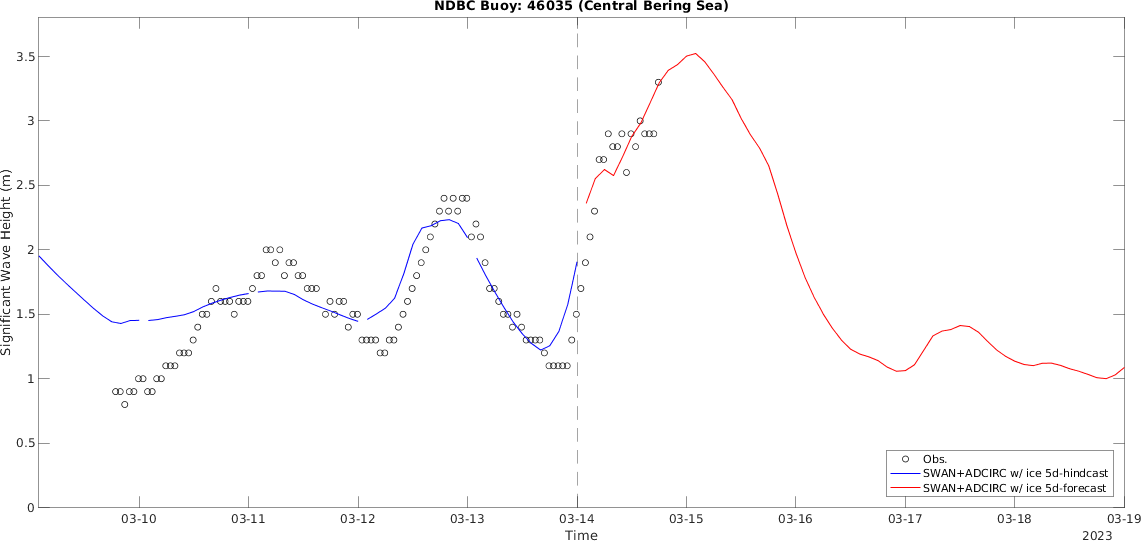 NDBC Buoy: 46035 (Central Bering Sea)
Significant Wave Height (m)
3.5
3
2.5
2
1.5
1
0.5
0
03-10 03-11 03-12 03-13 03-14 03-15 03-16 03-17 03-18 03-19
Time
2023
Obs.
SWAN+ADCIRC w/ ice 5d-hindcast
SWAN+ADCIRC w/ ice 5d-forecast